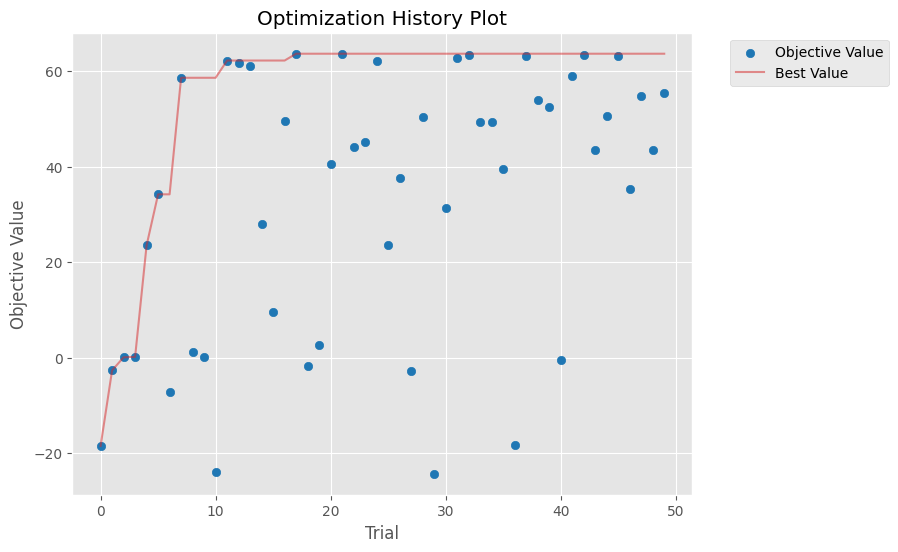 Optimization History Plot
Objective Value
Best Value
Objective Value
60
40
20
0
−20
0 10 20 30 40 50
Trial